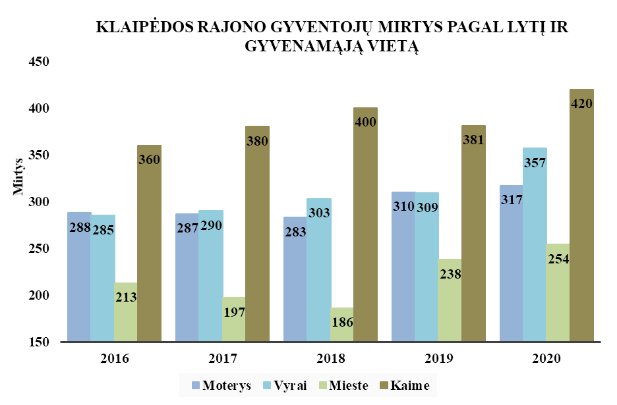 KLAIPĖDOS RAJONO GYVENTOJŲ MIRTYS PAGAL LYTĮ IR
GYVENAMĄJĄ VIETĄ
Mirtys
450
400
350
300
250
200
150
288 285 213 360
287 290 197 380
283 303 186 400
310 309 238 381
317 357 254 420
2016 2017 2018 2019 2020
Moterys Vyrai Mieste Kaime